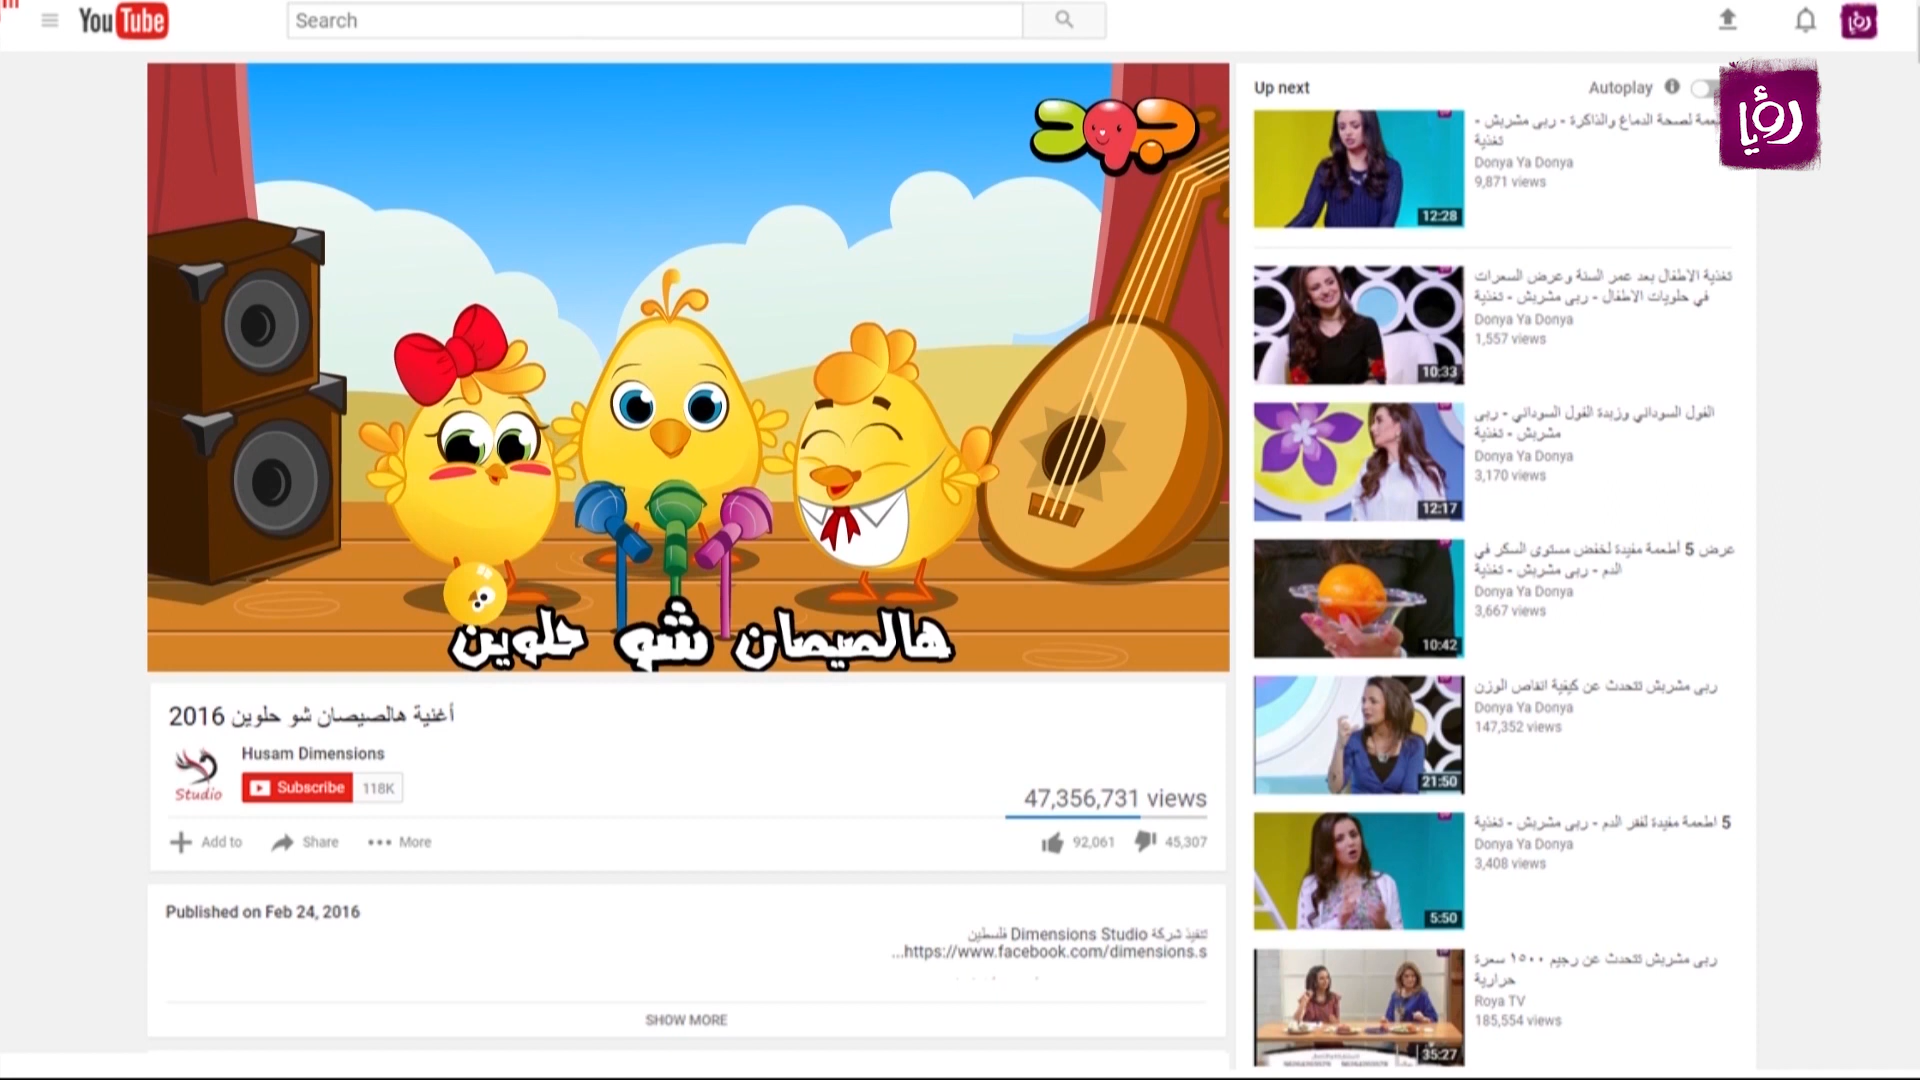 YouTube
Search
رؤيا
جود
هالصيصان شو حلوين
أغنية هالصيصان شو حلوين 2016
Studio
Husam Dimensions
Subscribe 118K
47,356,731 views
Add to
Share
More
92,061
45,307
Published on Feb 24, 2016
تنفيذ شركة Dimensions Studio فلسطين
...https://www.facebook.com/dimensions.s
SHOW MORE
Up next
Autoplay
رؤيا
لصحة الدماغ والذاكرة - ربى مشربش -
تغذية
Donya Ya Donya
9,871 views
12:28
تغذية الاطفال بعد عمر السنة وعرض السعرات
في حلويات الاطفال - ربى مشربش - تغذية
Donya Ya Donya
1,557 views
10:33
الفول السوداني وزبدة الفول السوداني - ربى
مشربش - تغذية
Donya Ya Donya
3,170 views
12:17
عرض 5 أطعمة مفيدة لخفض مستوى السكر في
الدم - ربى مشربش - تغذية
Donya Ya Donya
3,667 views
10:42
ربى مشربش تتحدث عن كيفية انقاص الوزن
Donya Ya Donya
147,352 views
21:50
5 اطعمة مفيدة لفقر الدم - ربى مشربش - تغذية
Donya Ya Donya
3,408 views
5:50
ربى مشربش تتحدث عن رجيم ١٥٠٠ سعرة
حرارية
Roya TV
185,554 views
35:27